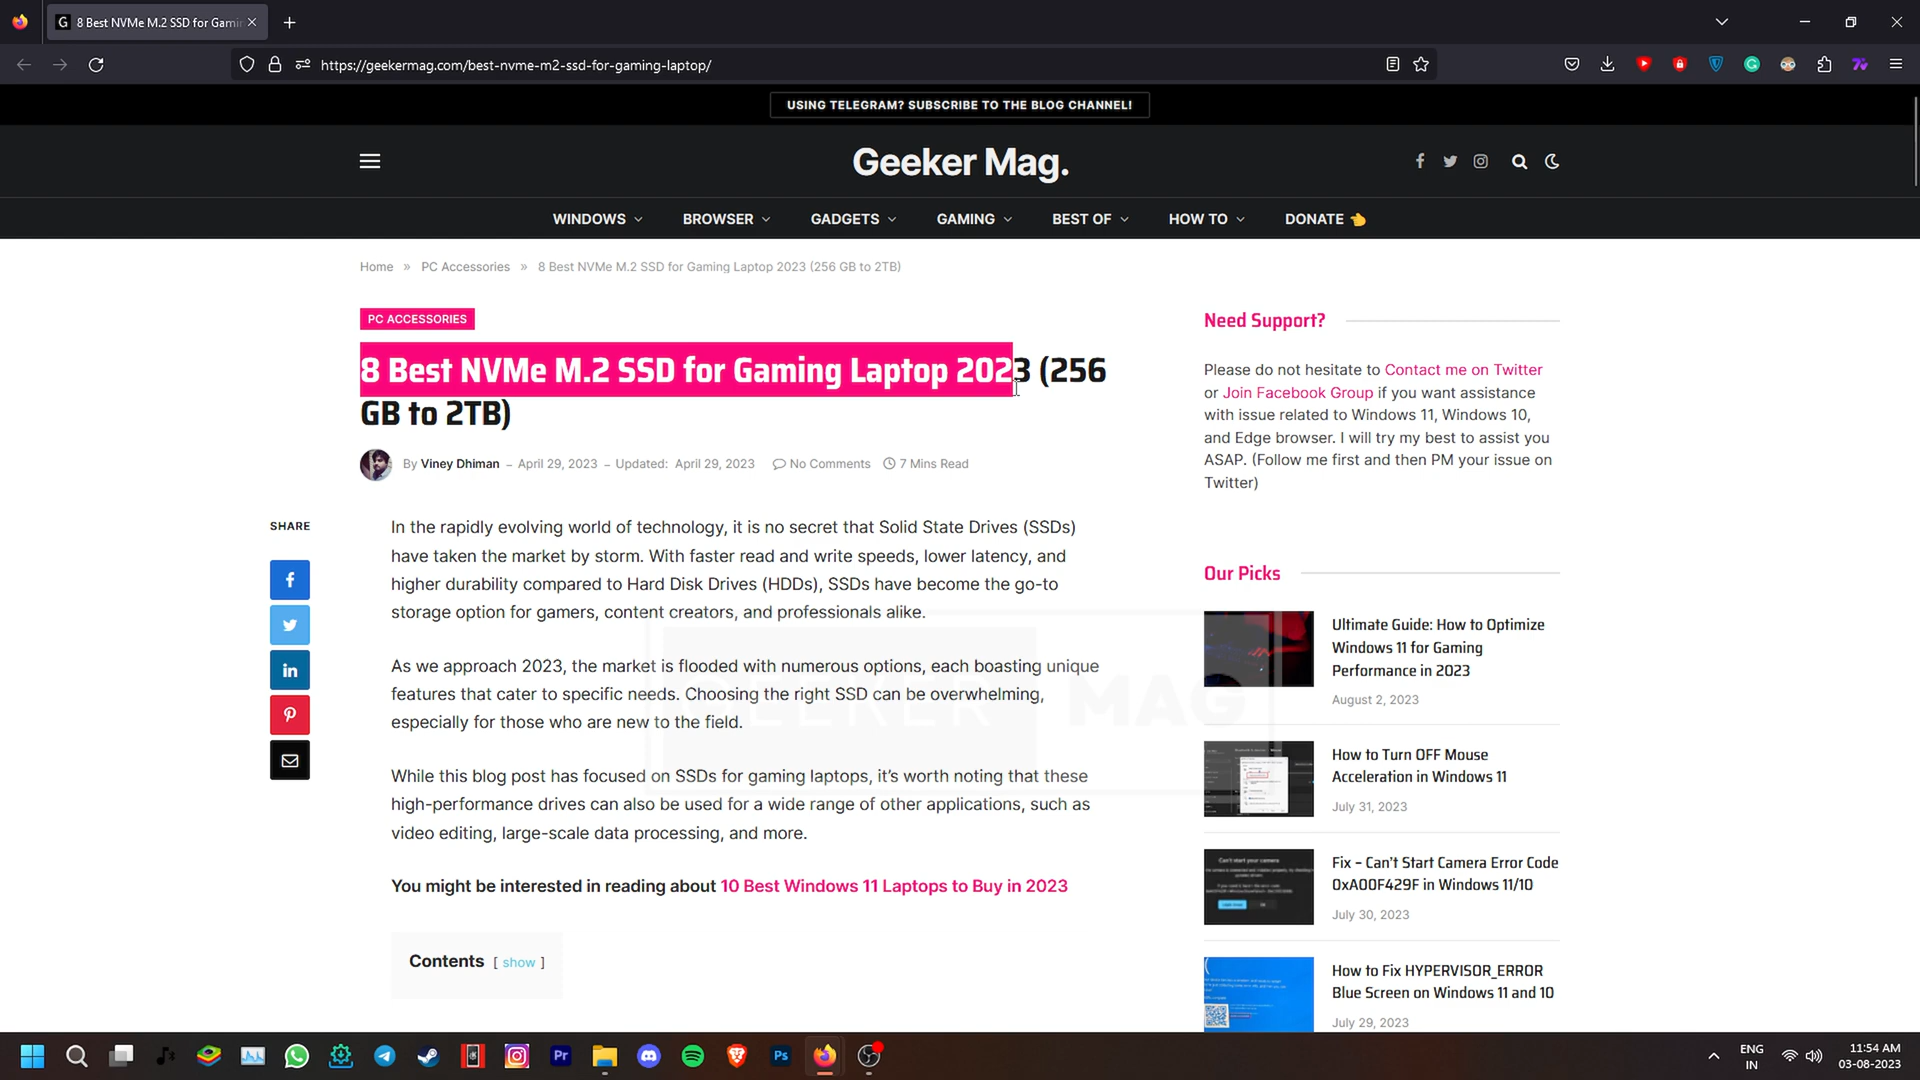 8 Best NVMe M.2 SSD for Gami
https://geekermag.com/best-nvme-m2-ssd-for-gaming-laptop/
USING TELEGRAM? SUBSCRIBE TO THE BLOG CHANNEL!
Geeker Mag.
WINDOWS BROWSER GADGETS GAMING BEST OF HOW TO DONATE
Home » PC Accessories » 8 Best NVMe M.2 SSD for Gaming Laptop 2023 (256 GB to 2TB)
PC ACCESSORIES
8 Best NVMe M.2 SSD for Gaming Laptop 2023 (256
GB to 2TB)
By Viney Dhiman – April 29, 2023 – Updated: April 29, 2023 No Comments 7 Mins Read
SHARE
In the rapidly evolving world of technology, it is no secret that Solid State Drives (SSDs)
have taken the market by storm. With faster read and write speeds, lower latency, and
higher durability compared to Hard Disk Drives (HDDs), SSDs have become the go-to
storage option for gamers, content creators, and professionals alike.
As we approach 2023, the market is flooded with numerous options, each boasting unique
features that cater to specific needs. Choosing the right SSD can be overwhelming,
especially for those who are new to the field.
While this blog post has focused on SSDs for gaming laptops, it's worth noting that these
high-performance drives can also be used for a wide range of other applications, such as
video editing, large-scale data processing, and more.
You might be interested in reading about 10 Best Windows 11 Laptops to Buy in 2023
Contents [ show ]
GEEKER MAG
Need Support?
Please do not hesitate to Contact me on Twitter
or Join Facebook Group if you want assistance
with issue related to Windows 11, Windows 10,
and Edge browser. I will try my best to assist you
ASAP. (Follow me first and then PM your issue on
Twitter)
Our Picks
Ultimate Guide: How to Optimize
Windows 11 for Gaming
Performance in 2023
August 2, 2023
How to Turn OFF Mouse
Acceleration in Windows 11
July 31, 2023
Can't start your camera
Fix – Can't Start Camera Error Code
0xA00F429F in Windows 11/10
July 30, 2023
How to Fix HYPERVISOR_ERROR
Blue Screen on Windows 11 and 10
July 29, 2023
Pr
Ps
ENG
IN
11:54 AM
03-08-2023